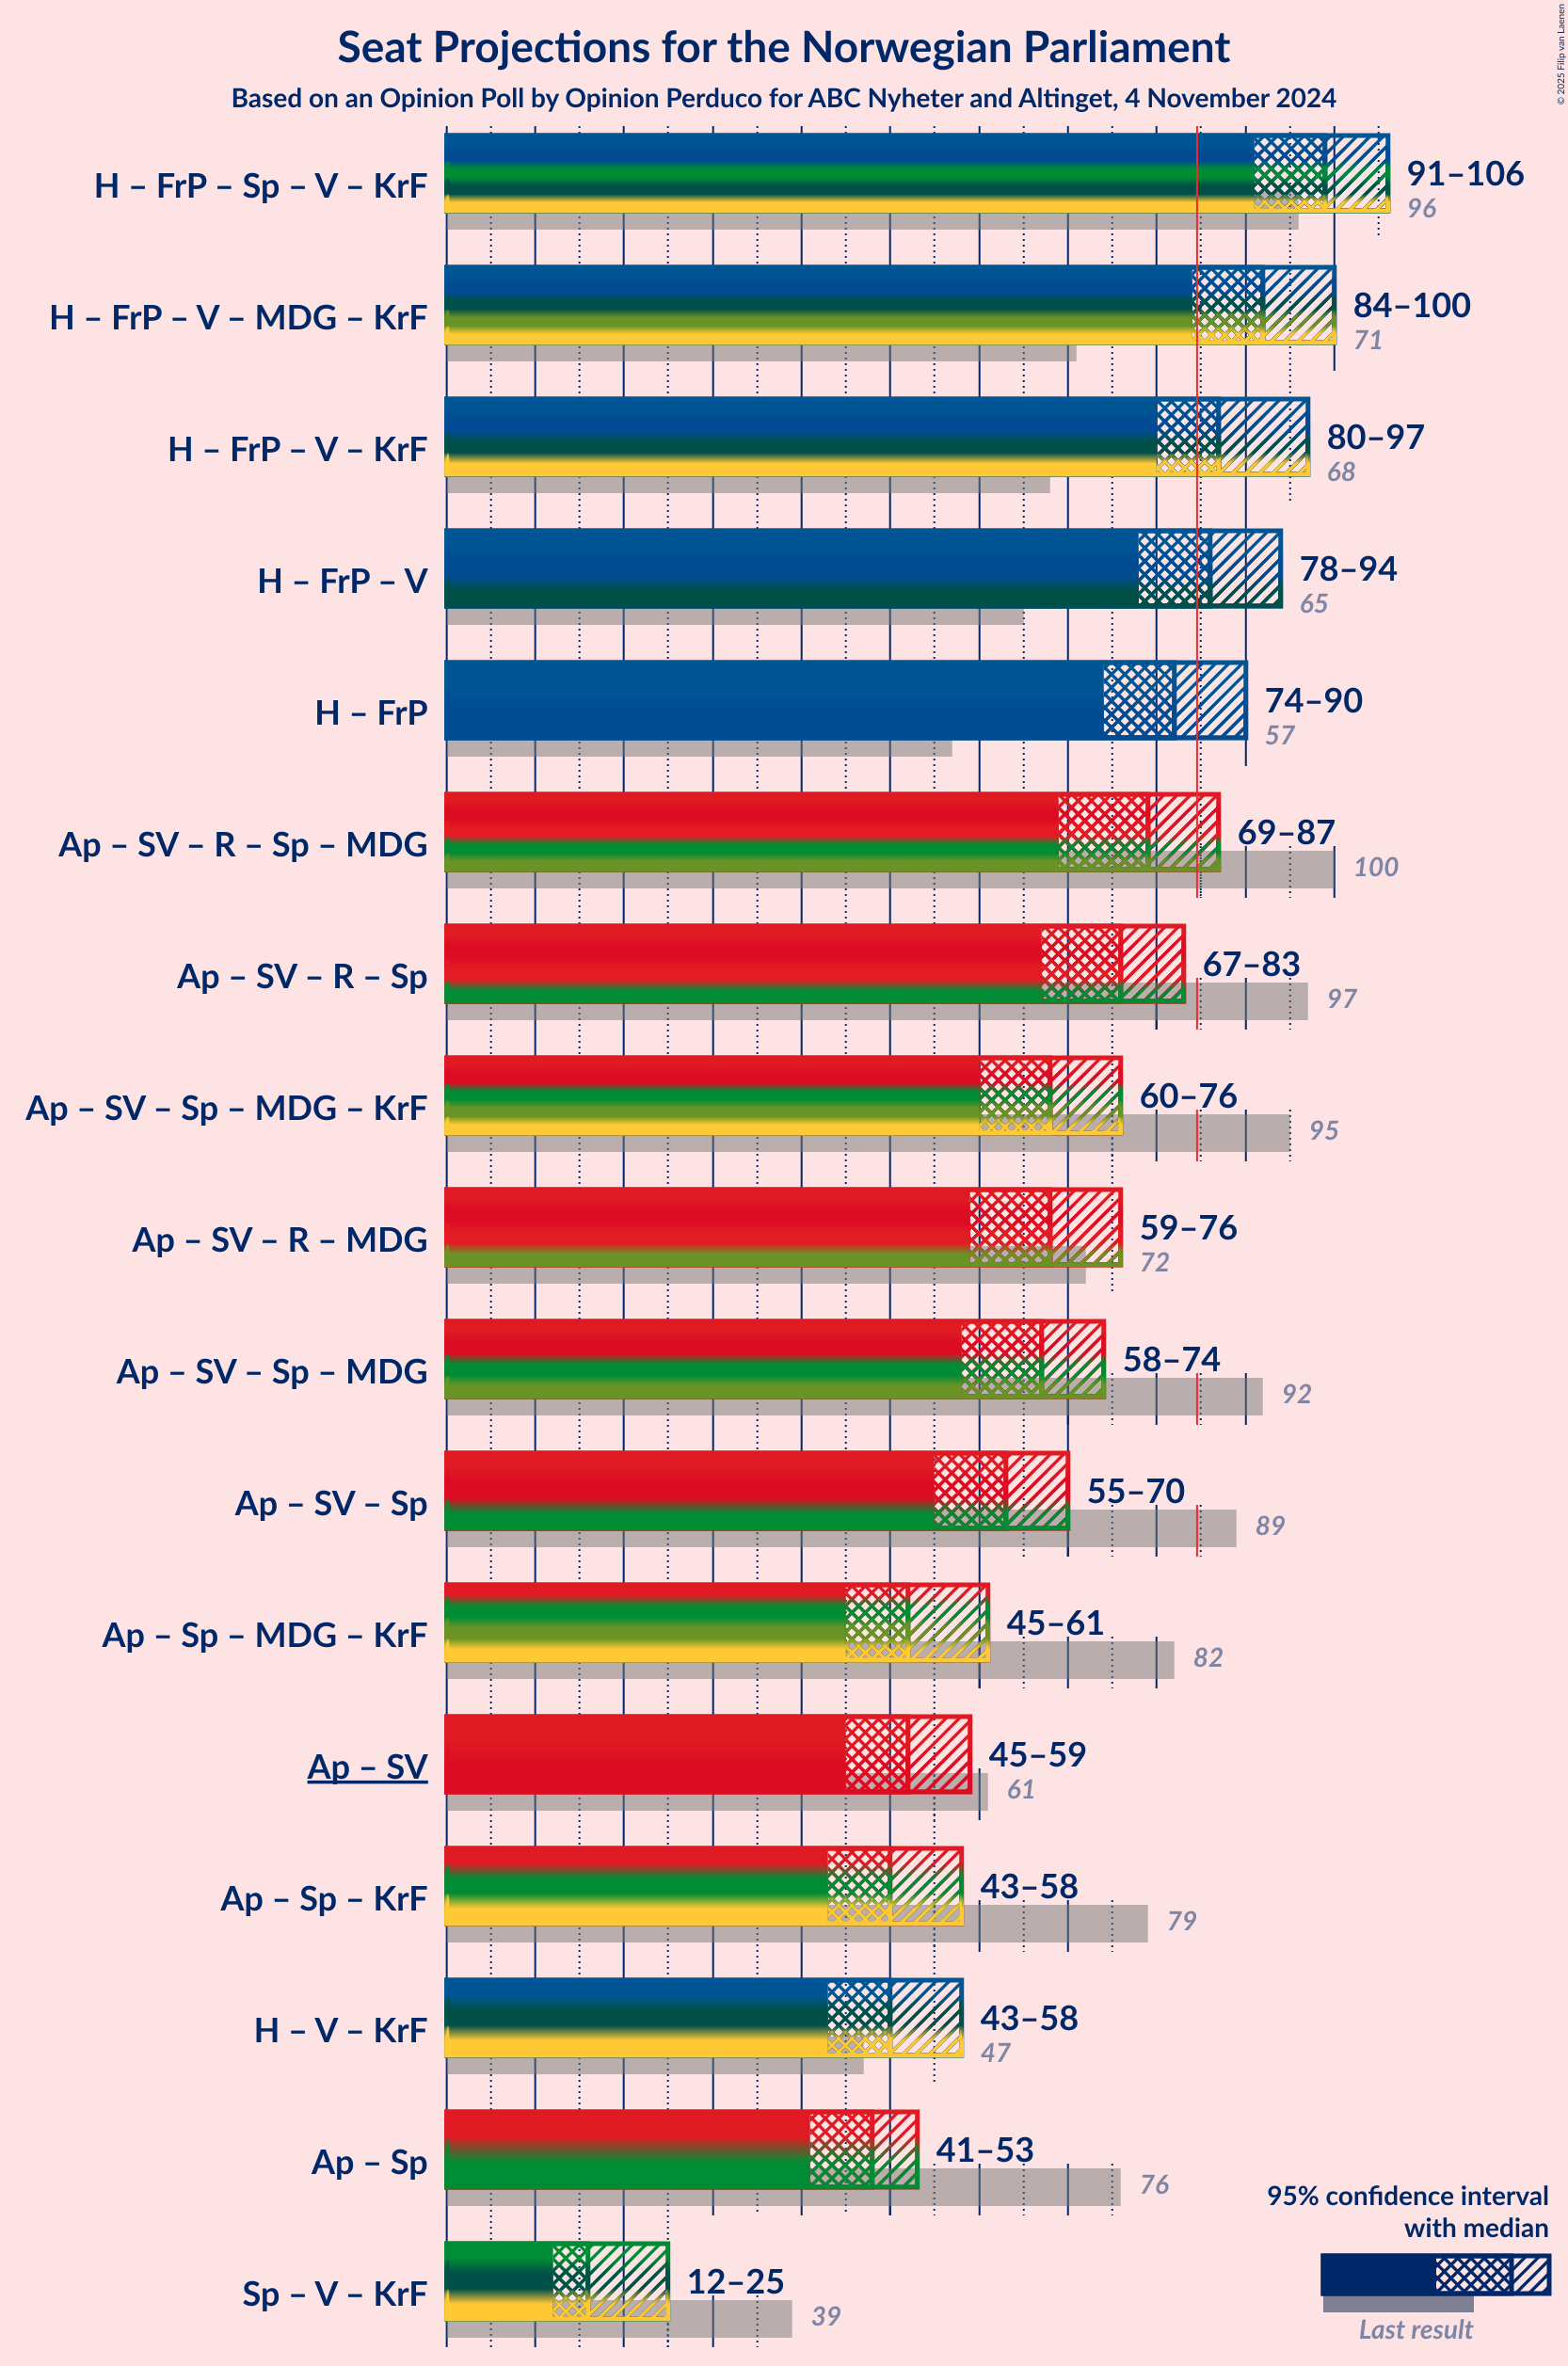 Seat Projections for the Norwegian Parliament
Based on an Opinion Poll by Opinion Perduco for ABC Nyheter and Altinget, 4 November 2024
© 2025 Filip van Laenen
H – FrP – Sp – V – KrF
91–106
96
H – FrP – V – MDG – KrF
84–100
71
H – FrP – V – KrF
80–97
68
H – FrP – V
78–94
65
H – FrP
74–90
57
Ap – SV – R – Sp – MDG
69–87
100
Ap – SV – R – Sp
67–83
97
Ap – SV – Sp – MDG – KrF
60–76
95
Ap – SV – R – MDG
59–76
72
Ap – SV – Sp – MDG
58–74
92
Ap – SV – Sp
55–70
89
Ap – Sp – MDG – KrF
45–61
82
Ap – SV
45–59
61
Ap – Sp – KrF
43–58
79
H – V – KrF
43–58
47
Ap – Sp
41–53
76
Sp – V – KrF
12–25
39
95% confidence interval
with median
Last result